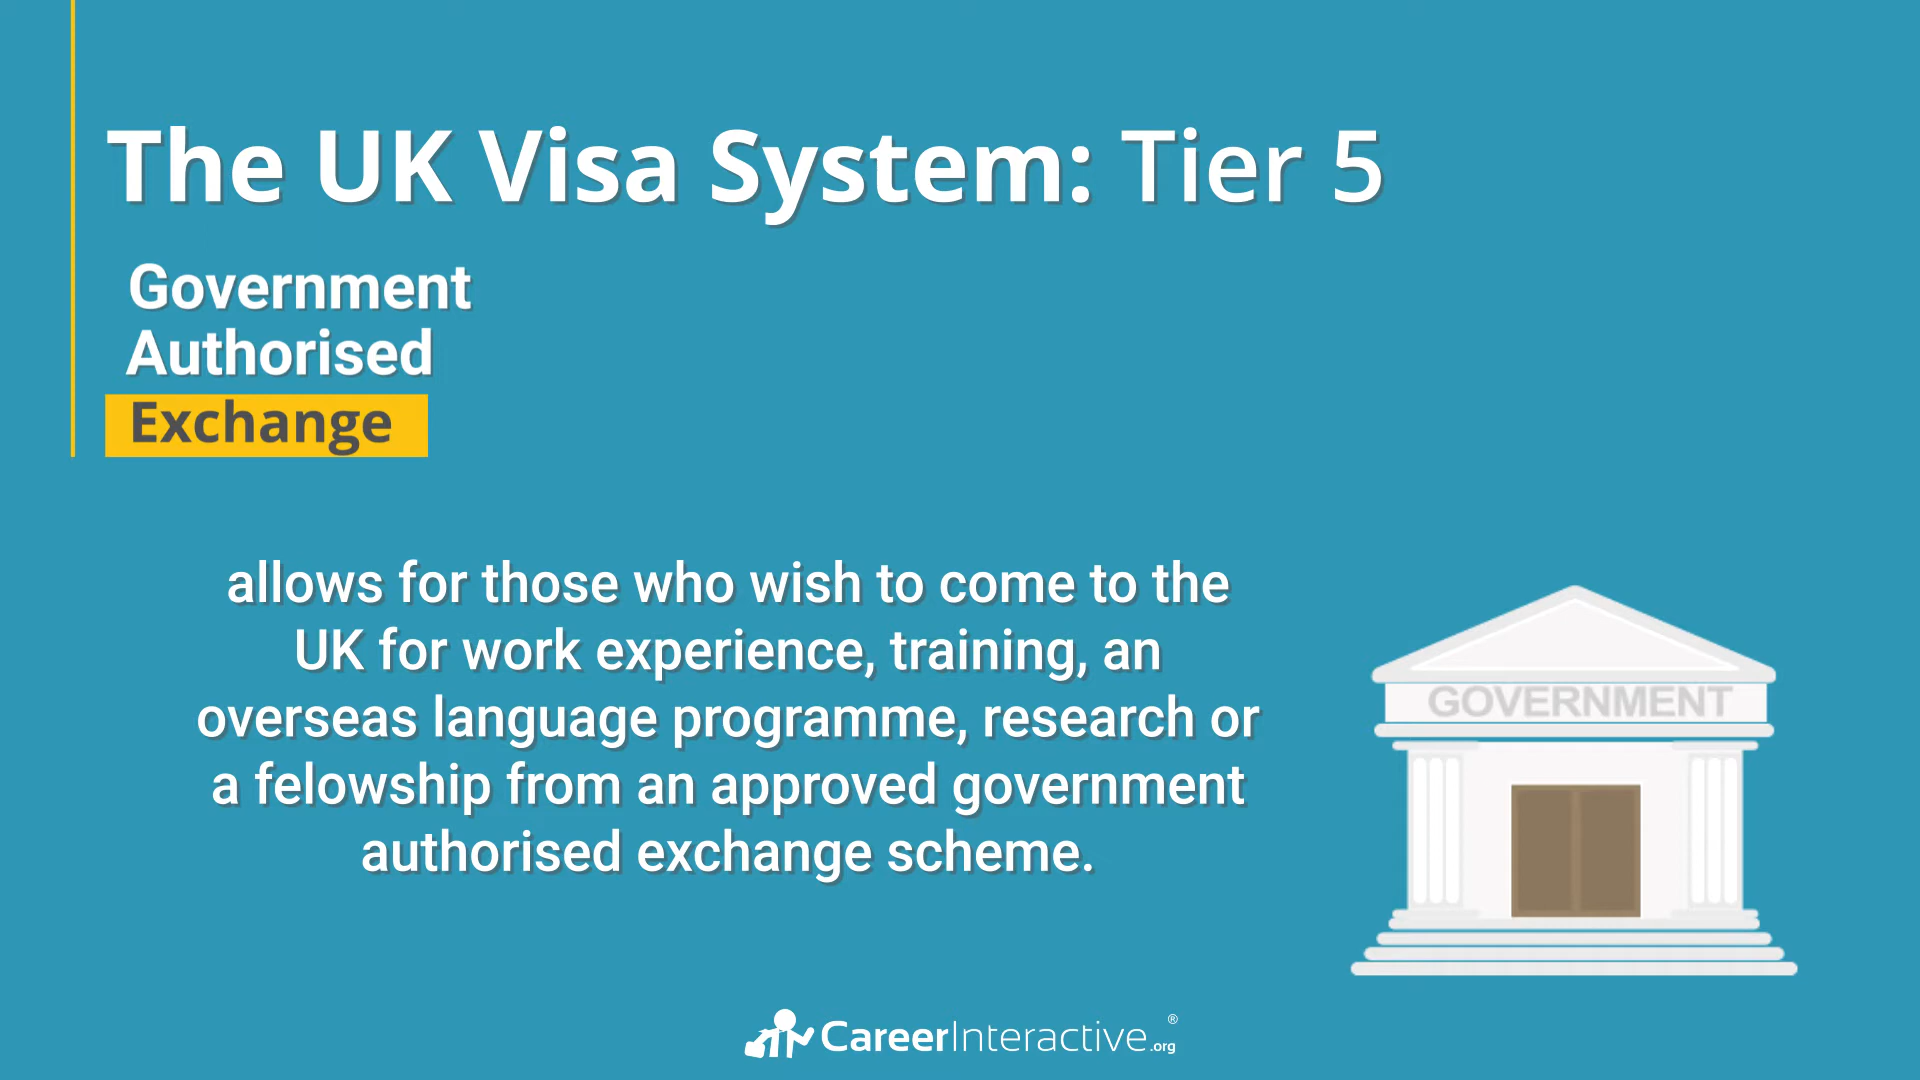 The UK Visa System: Tier 5
Government
Authorised
Exchange
allows for those who wish to come to the
UK for work experience, training, an
overseas language programme, research or
a felowship from an approved government
authorised exchange scheme.
GOVERNMENT
CareerInteractive.org®